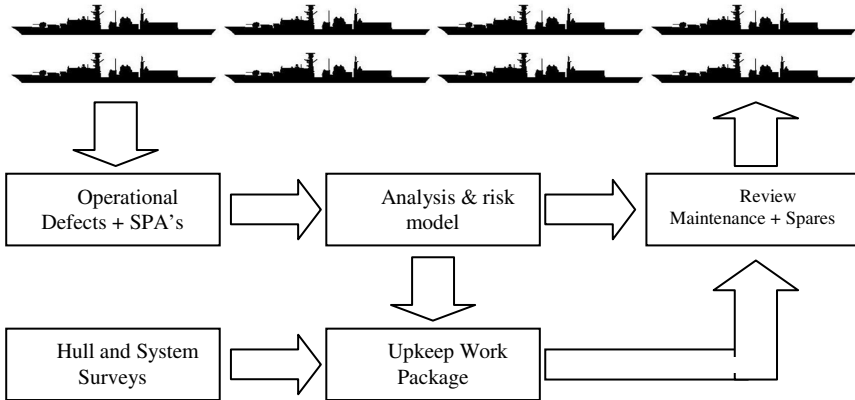 Operational
Defects + SPA's
Analysis & risk
model
Review
Maintenance + Spares
Hull and System
Surveys
Upkeep Work
Package